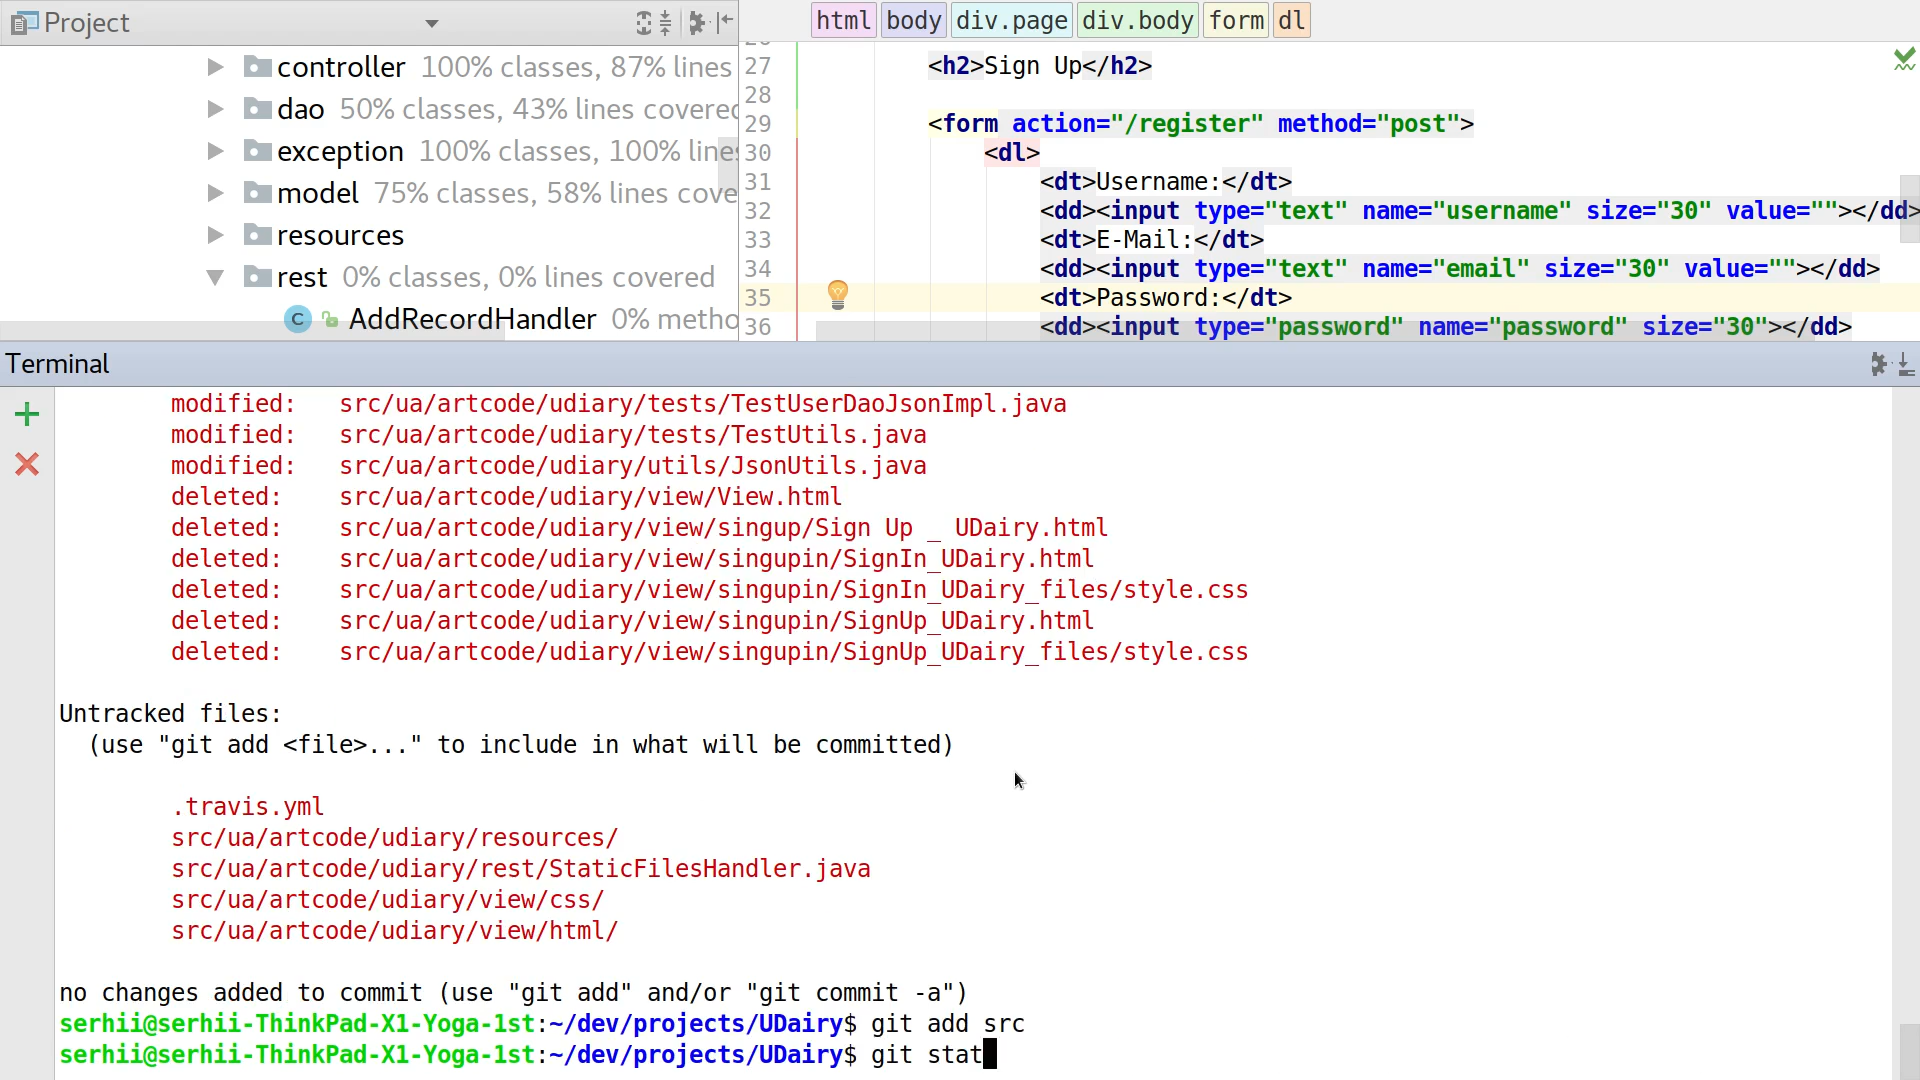 Project
controller 100% classes, 87% lines
dao 50% classes, 43% lines covered
exception 100% classes, 100% lines
model 75% classes, 58% lines cove
resources
rest 0% classes, 0% lines covered
C AddRecordHandler 0% metho
html body div.page div.body form dl
27 <h2>Sign Up</h2>
28
29 <form action="/register" method="post">
30 <dl>
31 <dt>Username:</dt>
32 <dd><input type="text" name="username" size="30" value=""></dd>
33 <dt>E-Mail:</dt>
34 <dd><input type="text" name="email" size="30" value=""></dd>
35 <dt>Password:</dt>
36 <dd><input type="password" name="password" size="30"></dd>
Terminal
modified: src/ua/artcode/udiary/tests/TestUserDaoJsonImpl.java
modified: src/ua/artcode/udiary/tests/TestUtils.java
modified: src/ua/artcode/udiary/utils/JsonUtils.java
deleted: src/ua/artcode/udiary/view/View.html
deleted: src/ua/artcode/udiary/view/singup/Sign Up _ UDairy.html
deleted: src/ua/artcode/udiary/view/singupin/SignIn_UDairy.html
deleted: src/ua/artcode/udiary/view/singupin/SignIn_UDairy_files/style.css
deleted: src/ua/artcode/udiary/view/singupin/SignUp_UDairy.html
deleted: src/ua/artcode/udiary/view/singupin/SignUp_UDairy_files/style.css
Untracked files:
(use "git add <file>..." to include in what will be committed)
.travis.yml
src/ua/artcode/udiary/resources/
src/ua/artcode/udiary/rest/StaticFilesHandler.java
src/ua/artcode/udiary/view/css/
src/ua/artcode/udiary/view/html/
no changes added to commit (use "git add" and/or "git commit -a")
serhii@serhii-ThinkPad-X1-Yoga-1st:~/dev/projects/UDairy$ git add src
serhii@serhii-ThinkPad-X1-Yoga-1st:~/dev/projects/UDairy$ git stat